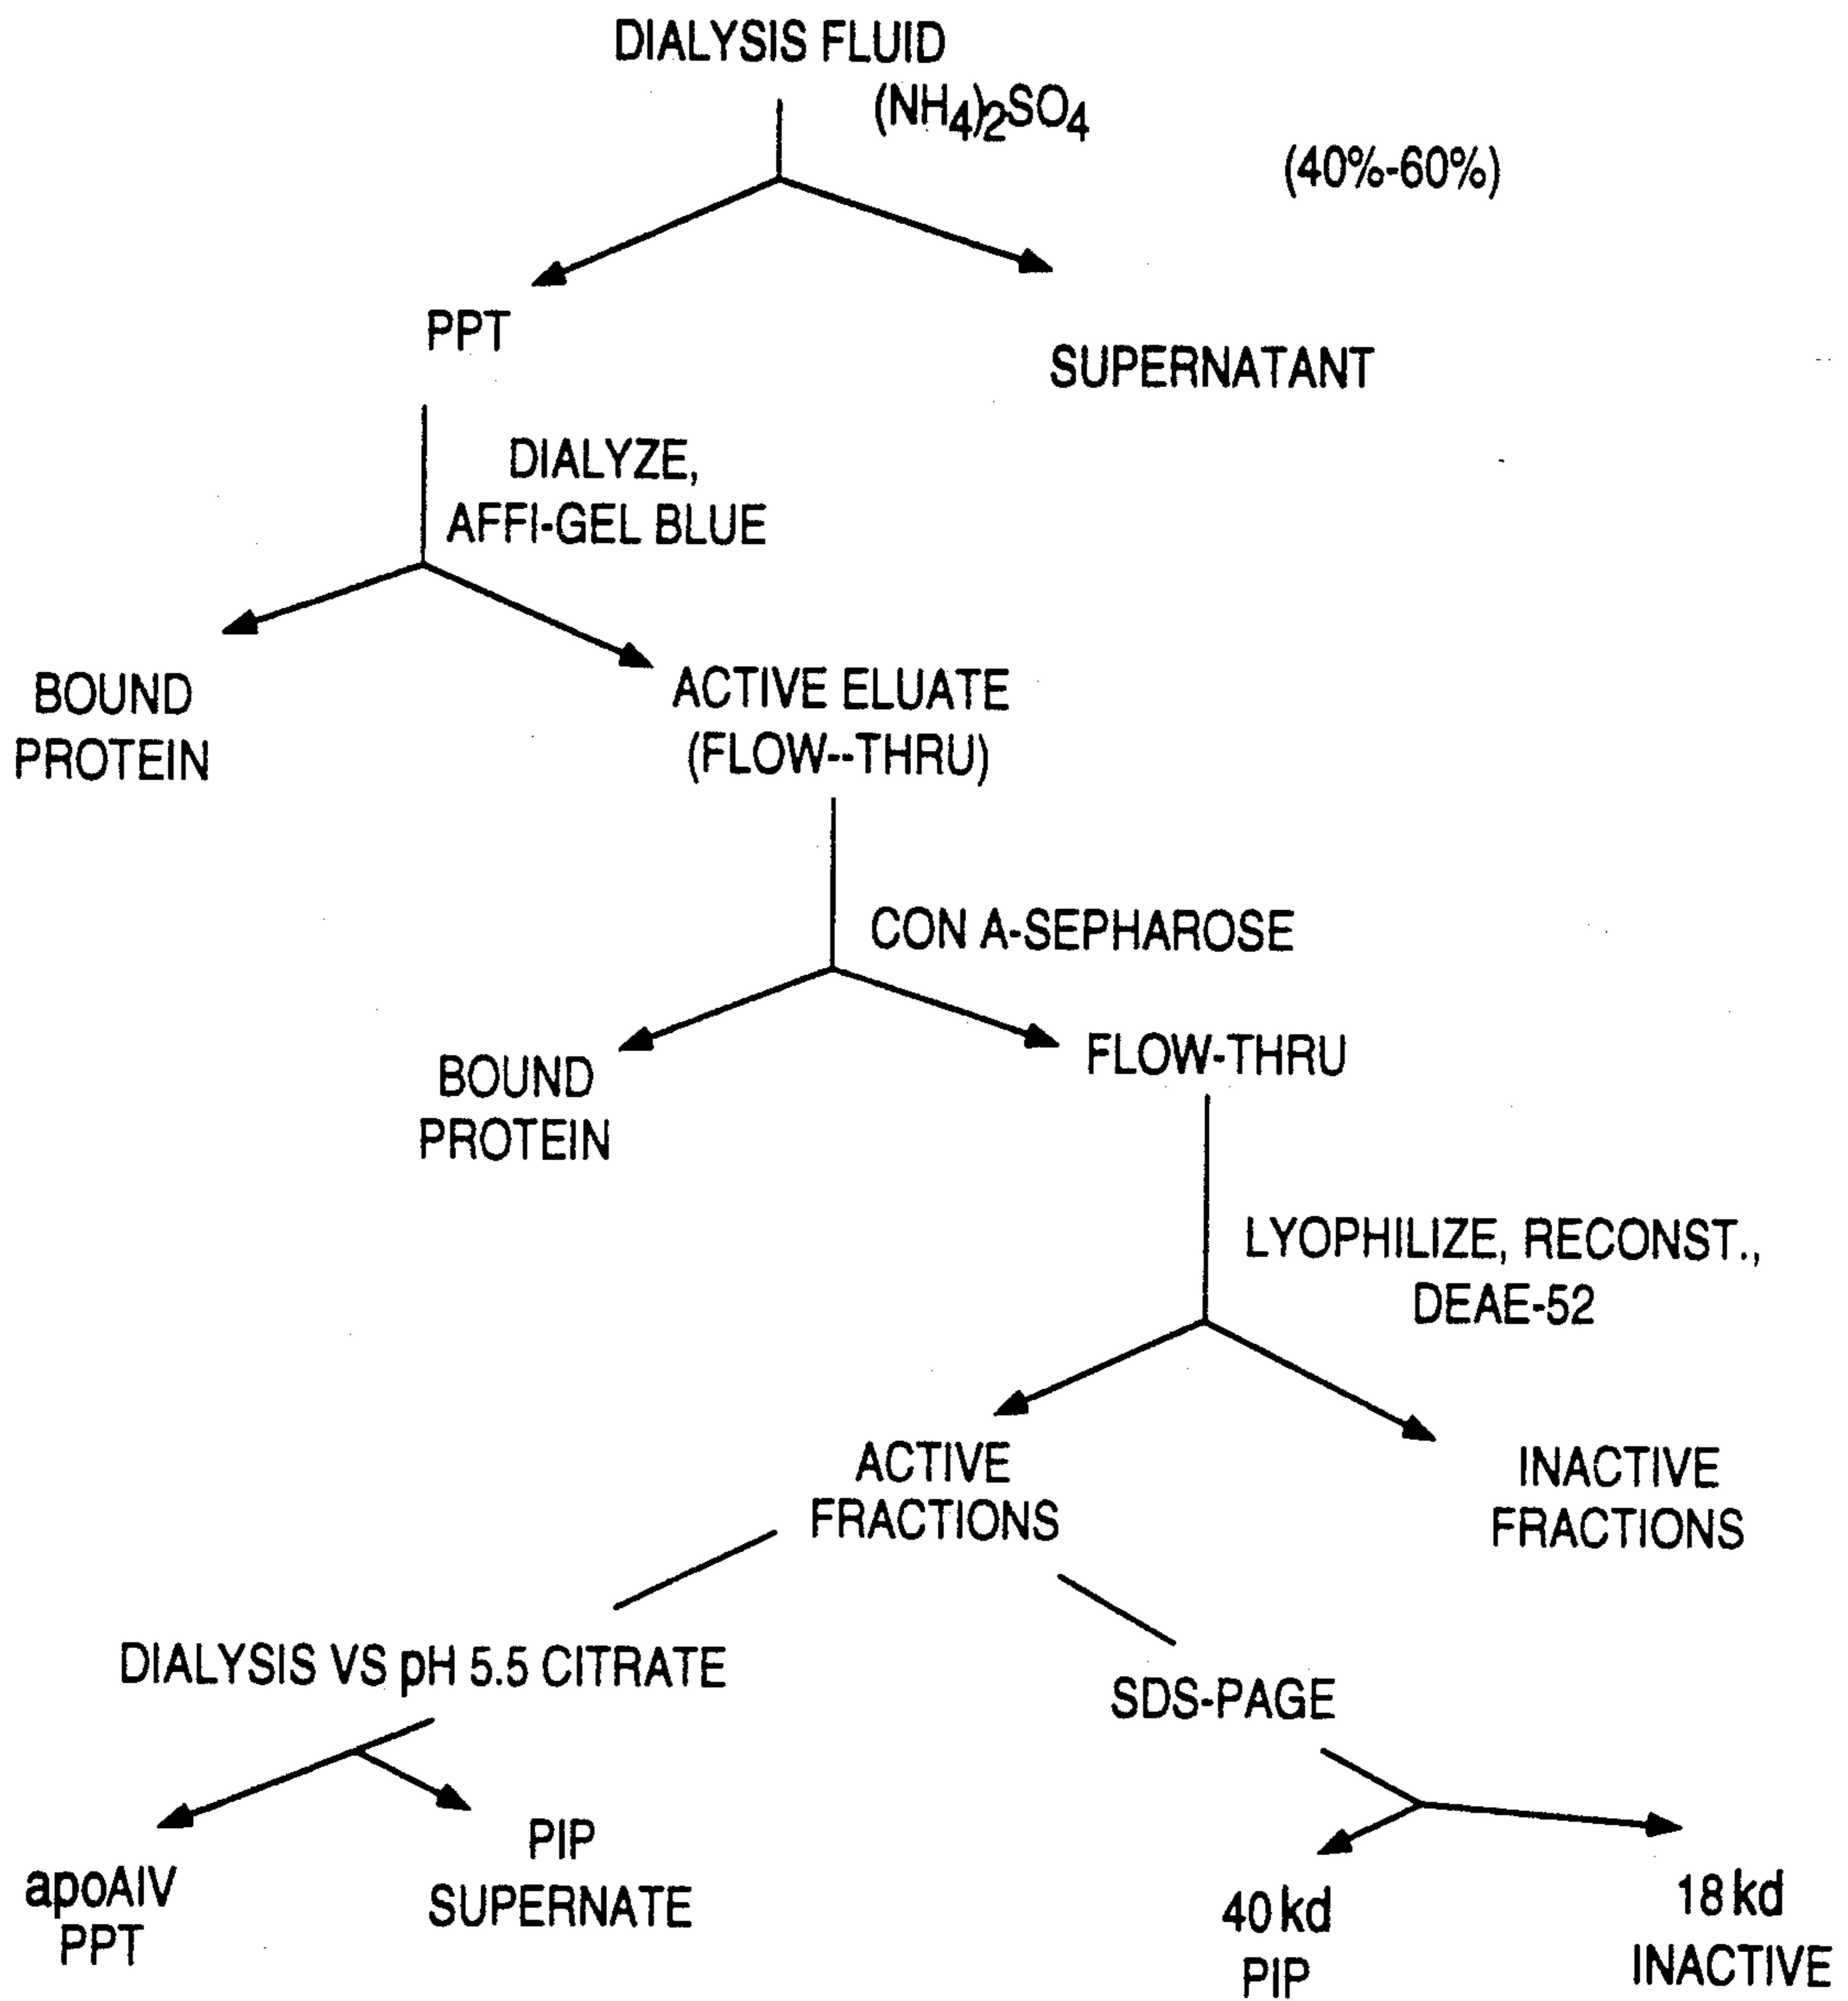 DIALYSIS FLUID
(NH4)2SO4
(40%-60%)
PPT
SUPERNATANT
DIALYZE,
AFFI-GEL BLUE
BOUND
PROTEIN
ACTIVE ELUATE
(FLOW--THRU)
CON A-SEPHAROSE
BOUND
PROTEIN
FLOW-THRU
LYOPHILIZE, RECONST.,
DEAE-52
ACTIVE
FRACTIONS
INACTIVE
FRACTIONS
DIALYSIS VS pH 5.5 CITRATE
SDS-PAGE
apoAIV
PPT
PIP
SUPERNATE
40 kd
PIP
18 kd
INACTIVE